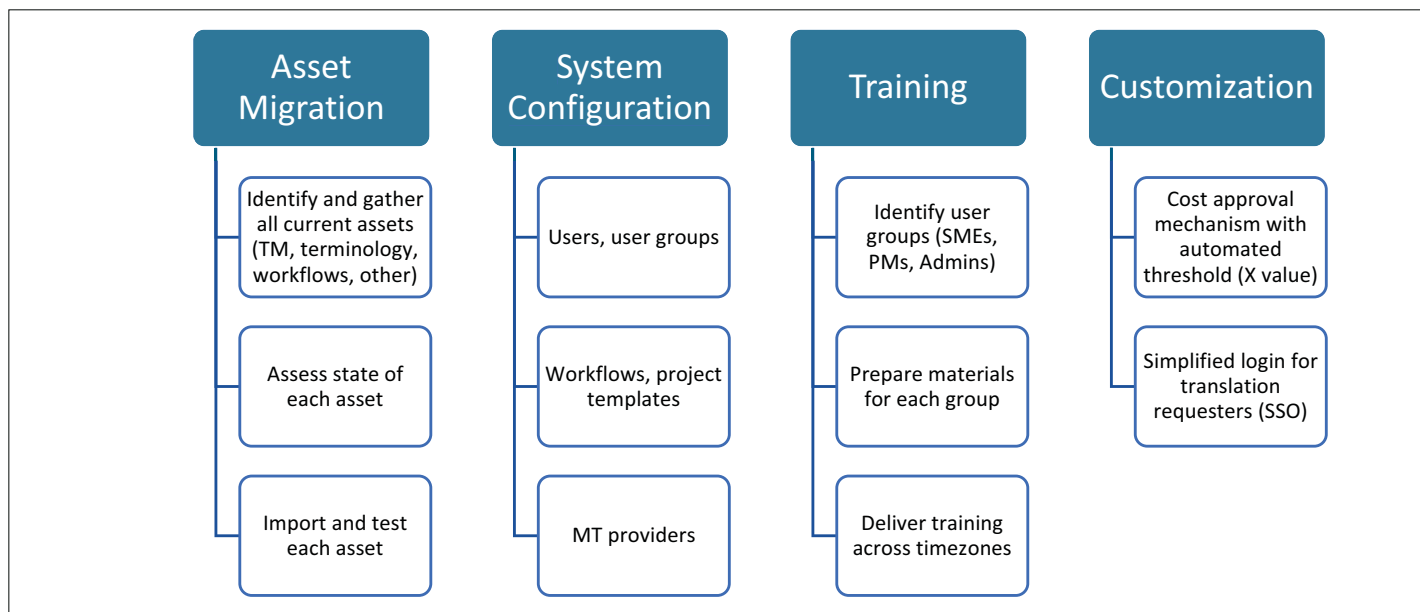 Asset
Migration
Identify and gather
all current assets
(TM, terminology,
workflows, other)
Assess state of
each asset
Import and test
each asset
System
Configuration
Users, user groups
Workflows, project
templates
MT providers
Training
Identify user
groups (SMEs,
PMs, Admins)
Prepare materials
for each group
Deliver training
across timezones
Customization
Cost approval
mechanism with
automated
threshold (X value)
Simplified login for
translation
requesters (SSO)